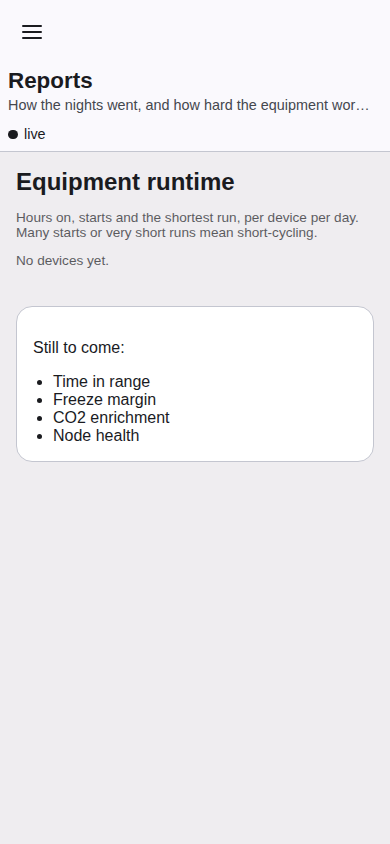 Reports
How the nights went, and how hard the equipment wor…
live
Equipment runtime
Hours on, starts and the shortest run, per device per day.
Many starts or very short runs mean short-cycling.
No devices yet.
Still to come:
Time in range
Freeze margin
CO2 enrichment
Node health